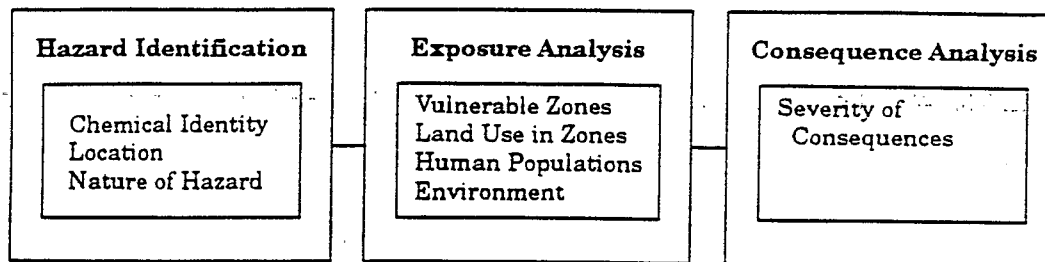 Hazard Identification
Chemical Identity
Location
Nature of Hazard
Exposure Analysis
Vulnerable Zones
Land Use in Zones
Human Populations
Environment
Consequence Analysis
Severity of
Consequences